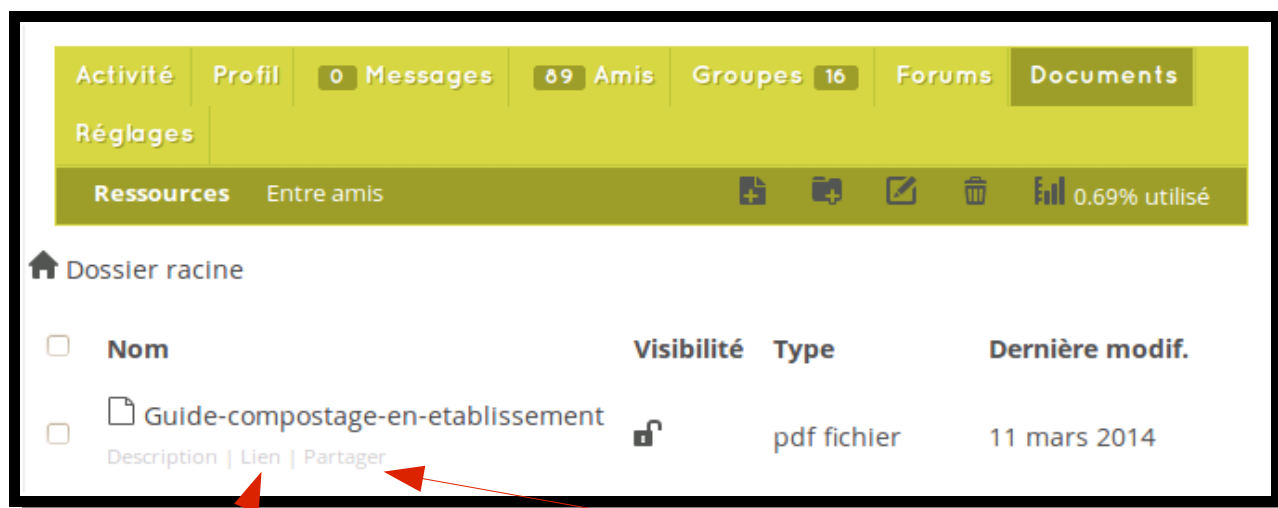 Activité Profil 0 Messages 89 Amis Groupes 16 Forums Documents
Réglages
Ressources Entre amis 0.69% utilisé
Dossier racine
Nom Visibilité Type Dernière modif.
Guide-compostage-en-etablissement pdf fichier 11 mars 2014
Description | Lien | Partager